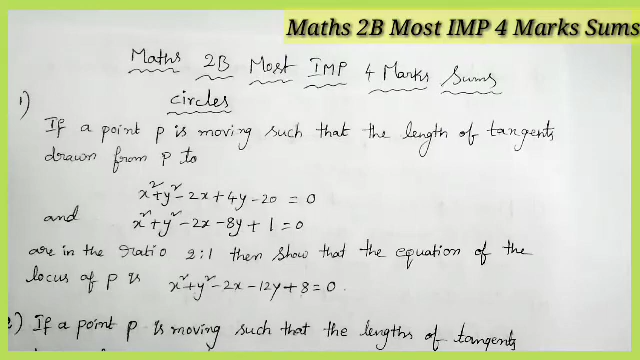 Maths 2B Most IMP 4 Marks Sums
Maths 2B Most IMP 4 Marks Sums
circles
1)
If a point P is moving such that the length of tangents
drawn from P to
x² + y² - 2x + 4y - 20 = 0
and
x² + y² - 2x - 8y + 1 = 0
are in the ratio 2:1 then show that the equation of the
locus of P is x² + y² - 2x - 12y + 8 = 0.
2) If a point P is moving such that the lengths of tangents